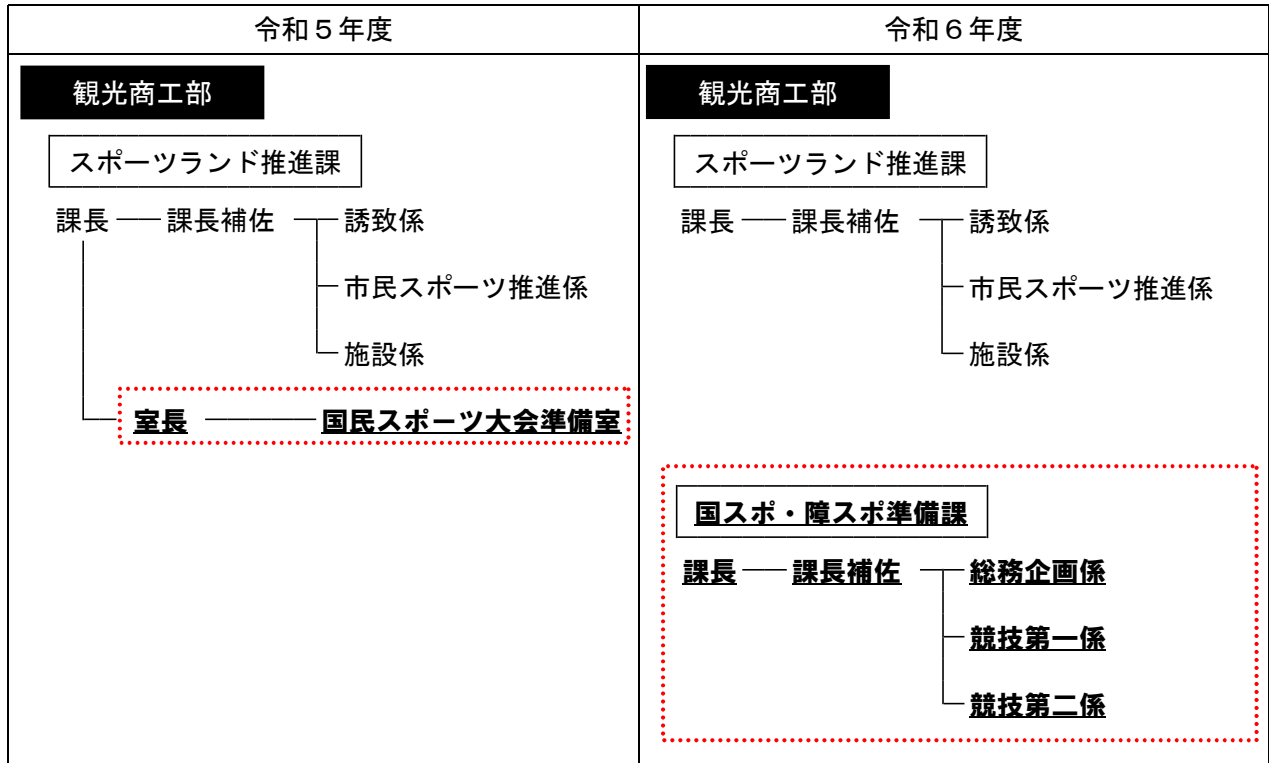 令和５年度
観光商工部
スポーツランド推進課
課長 課長補佐 誘致係
市民スポーツ推進係
施設係
室長 国民スポーツ大会準備室
令和６年度
観光商工部
スポーツランド推進課
課長 課長補佐 誘致係
市民スポーツ推進係
施設係
国スポ・障スポ準備課
課長 課長補佐 総務企画係
競技第一係
競技第二係